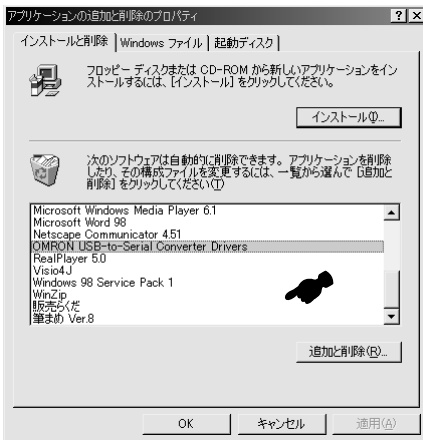 アプリケーションの追加と削除のプロパティ
インストールと削除 Windows ファイル 起動ディスク
フロッピー ディスクまたは CD-ROM から新しいアプリケーションをイン
ストールするには、[インストール] をクリックしてください。
インストール(I)...
次のソフトウェアは自動的に削除できます。アプリケーションを削除
したり、その構成ファイルを変更するには、一覧から選んで [追加と
削除] をクリックしてください(T)
Microsoft Windows Media Player 6.1
Microsoft Word 98
Netscape Communicator 4.51
OMRON USB-to-Serial Converter Drivers
RealPlayer 5.0
Visio4J
Windows 98 Service Pack 1
WinZip
販売らくだ
筆まめ Ver.8
追加と削除(R)...
OK キャンセル 適用(A)